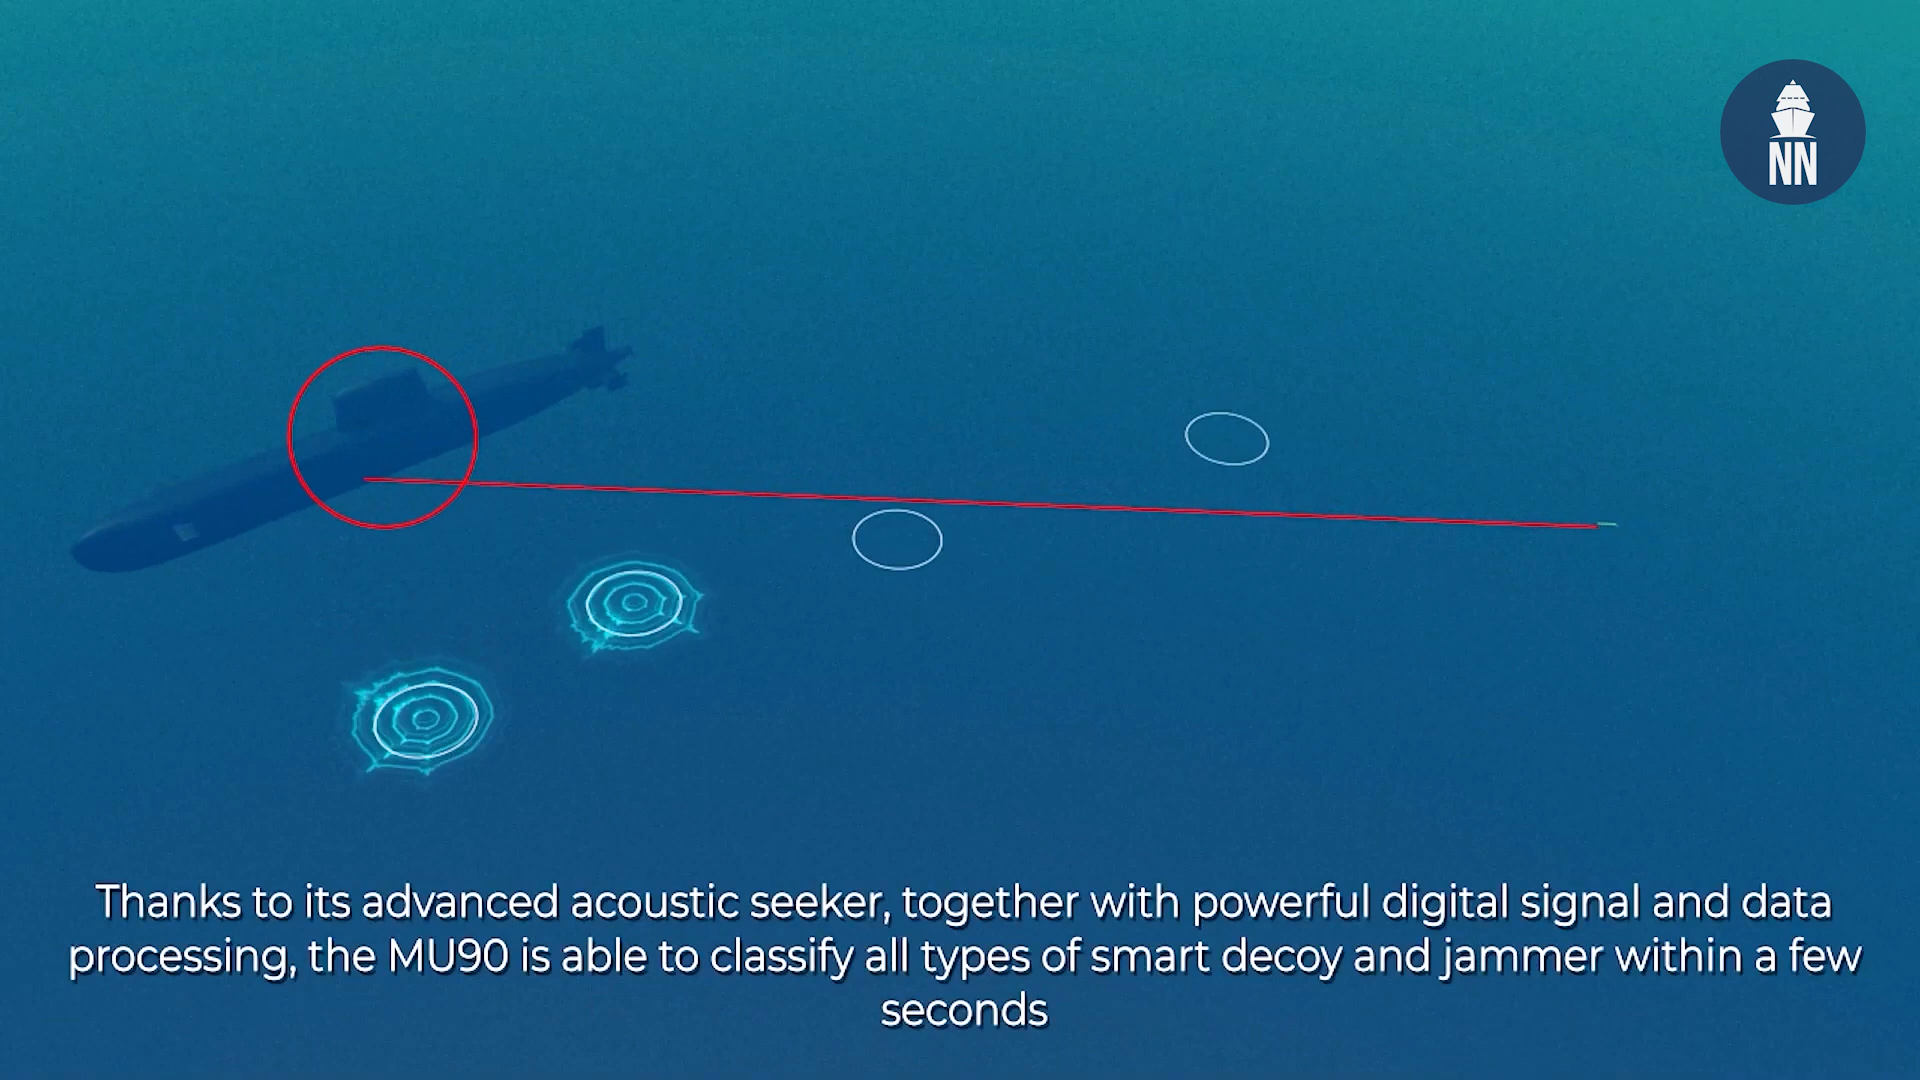 NN
Thanks to its advanced acoustic seeker, together with powerful digital signal and data
processing, the MU90 is able to classify all types of smart decoy and jammer within a few
seconds